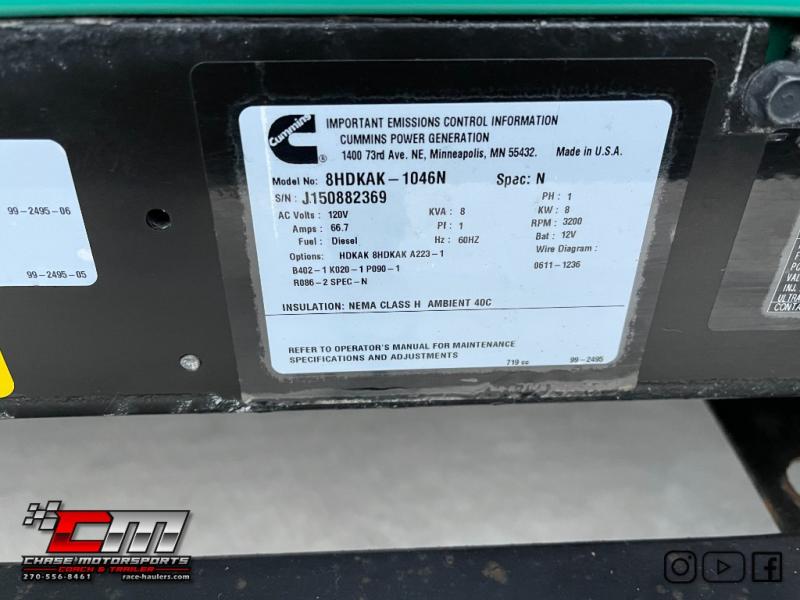 IMPORTANT EMISSIONS CONTROL INFORMATION
CUMMINS POWER GENERATION
1400 73rd Ave. NE, Minneapolis, MN 55432. Made in U.S.A.
Cummins
®
Model No: 8HDKAK-1046N Spec: N
S/N: J150882369 PH: 1
AC Volts: 120V KVA: 8 KW: 8
Amps: 66.7 Pf: 1 RPM: 3200
Fuel: Diesel Hz: 60HZ Bat: 12V
Options: HDKAK 8HDKAK A223-1 Wire Diagram:
B402-1 K020-1 P090-1 0611-1236
R086-2 SPEC-N
INSULATION: NEMA CLASS H AMBIENT 40C
REFER TO OPERATOR'S MANUAL FOR MAINTENANCE
SPECIFICATIONS AND ADJUSTMENTS 719 cc 99-2495
99-2495-06
99-2495-05
INJ.
ULTRA
CONTA
CM
CHASE MOTORSPORTS
COACH & TRAILER
270-556-8461 race-haulers.com